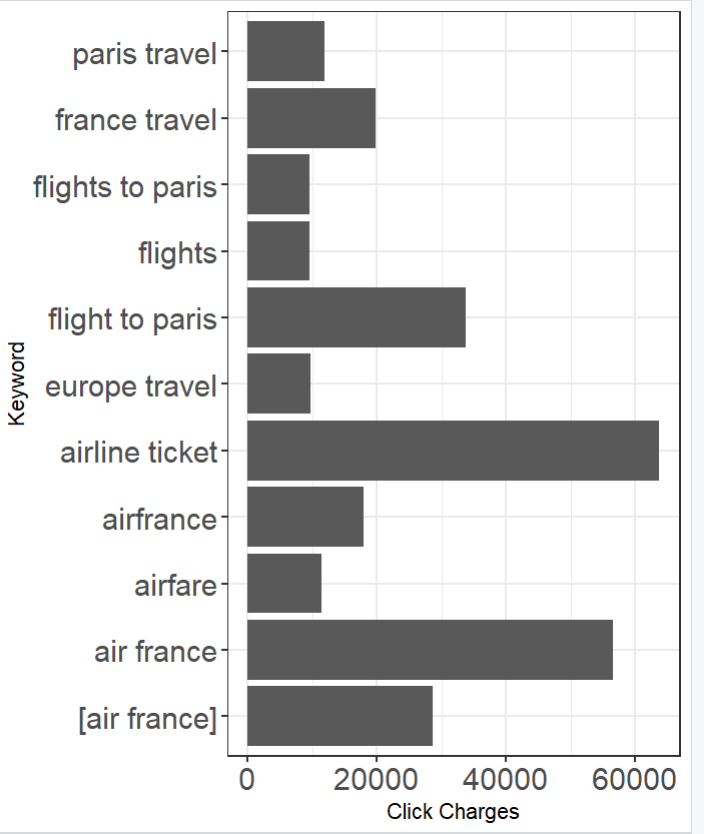 paris travel
france travel
flights to paris
flights
flight to paris
europe travel
airline ticket
airfrance
airfare
air france
[air france]
Keyword
0 20000 40000 60000
Click Charges